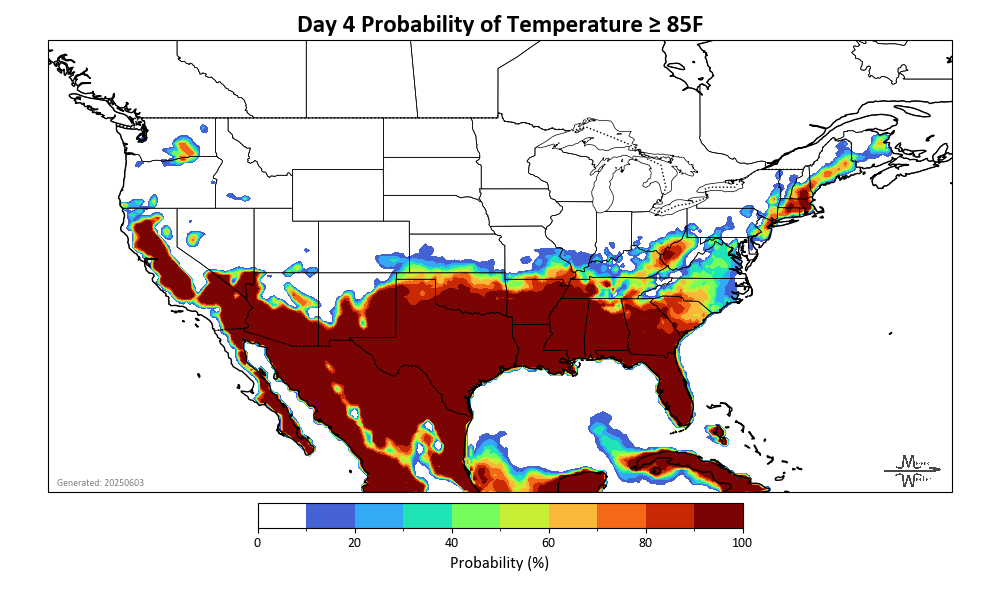 Day 4 Probability of Temperature ≥ 85F
Generated: 20250603
0 20 40 60 80 100
Probability (%)